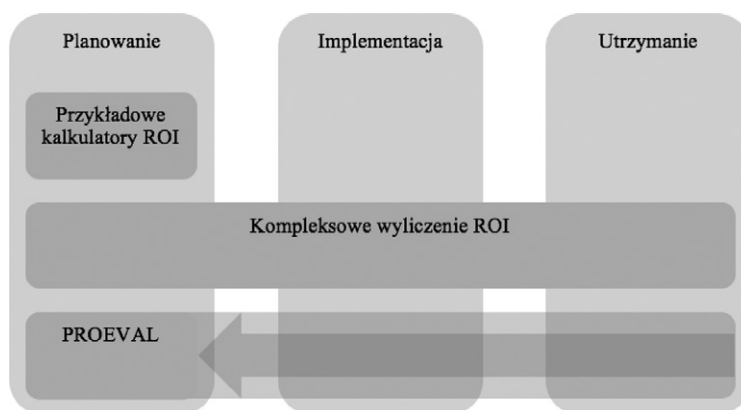 Planowanie
Implementacja
Utrzymanie
Przykładowe
kalkulatory ROI
Kompleksowe wyliczenie ROI
PROEVAL